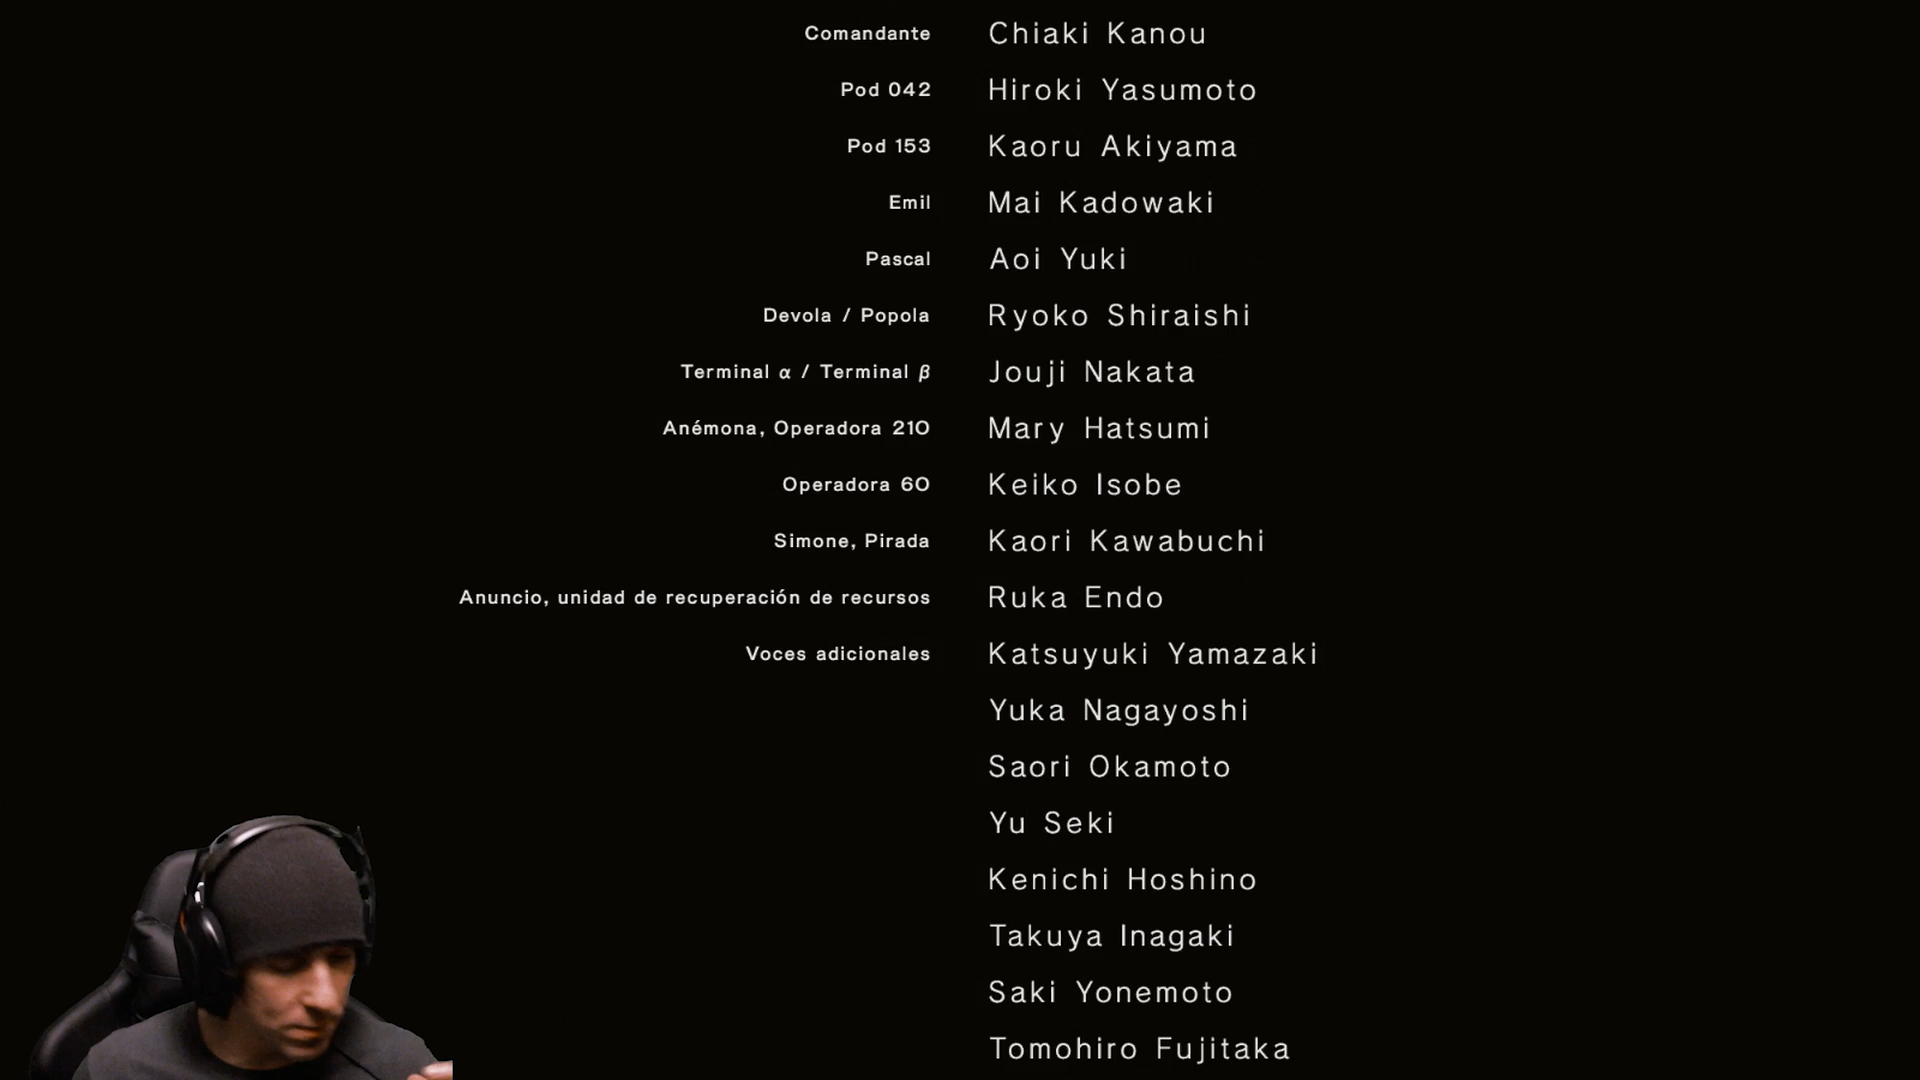 Comandante Chiaki Kanou
Pod 042 Hiroki Yasumoto
Pod 153 Kaoru Akiyama
Emil Mai Kadowaki
Pascal Aoi Yuki
Devola / Popola Ryoko Shiraishi
Terminal α / Terminal β Jouji Nakata
Anémona, Operadora 21O Mary Hatsumi
Operadora 6O Keiko Isobe
Simone, Pirada Kaori Kawabuchi
Anuncio, unidad de recuperación de recursos Ruka Endo
Voces adicionales Katsuyuki Yamazaki
Yuka Nagayoshi
Saori Okamoto
Yu Seki
Kenichi Hoshino
Takuya Inagaki
Saki Yonemoto
Tomohiro Fujitaka